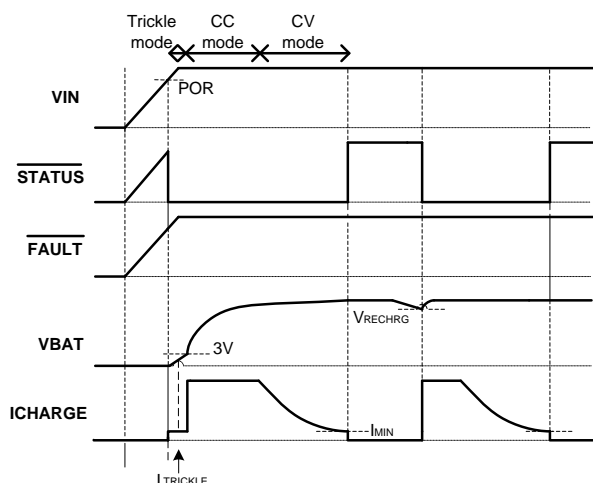 Trickle mode
CC mode
CV mode
VIN
POR
STATUS
FAULT
VBAT
3V
VRECHRG
ICHARGE
IMIN
ITRICKLE